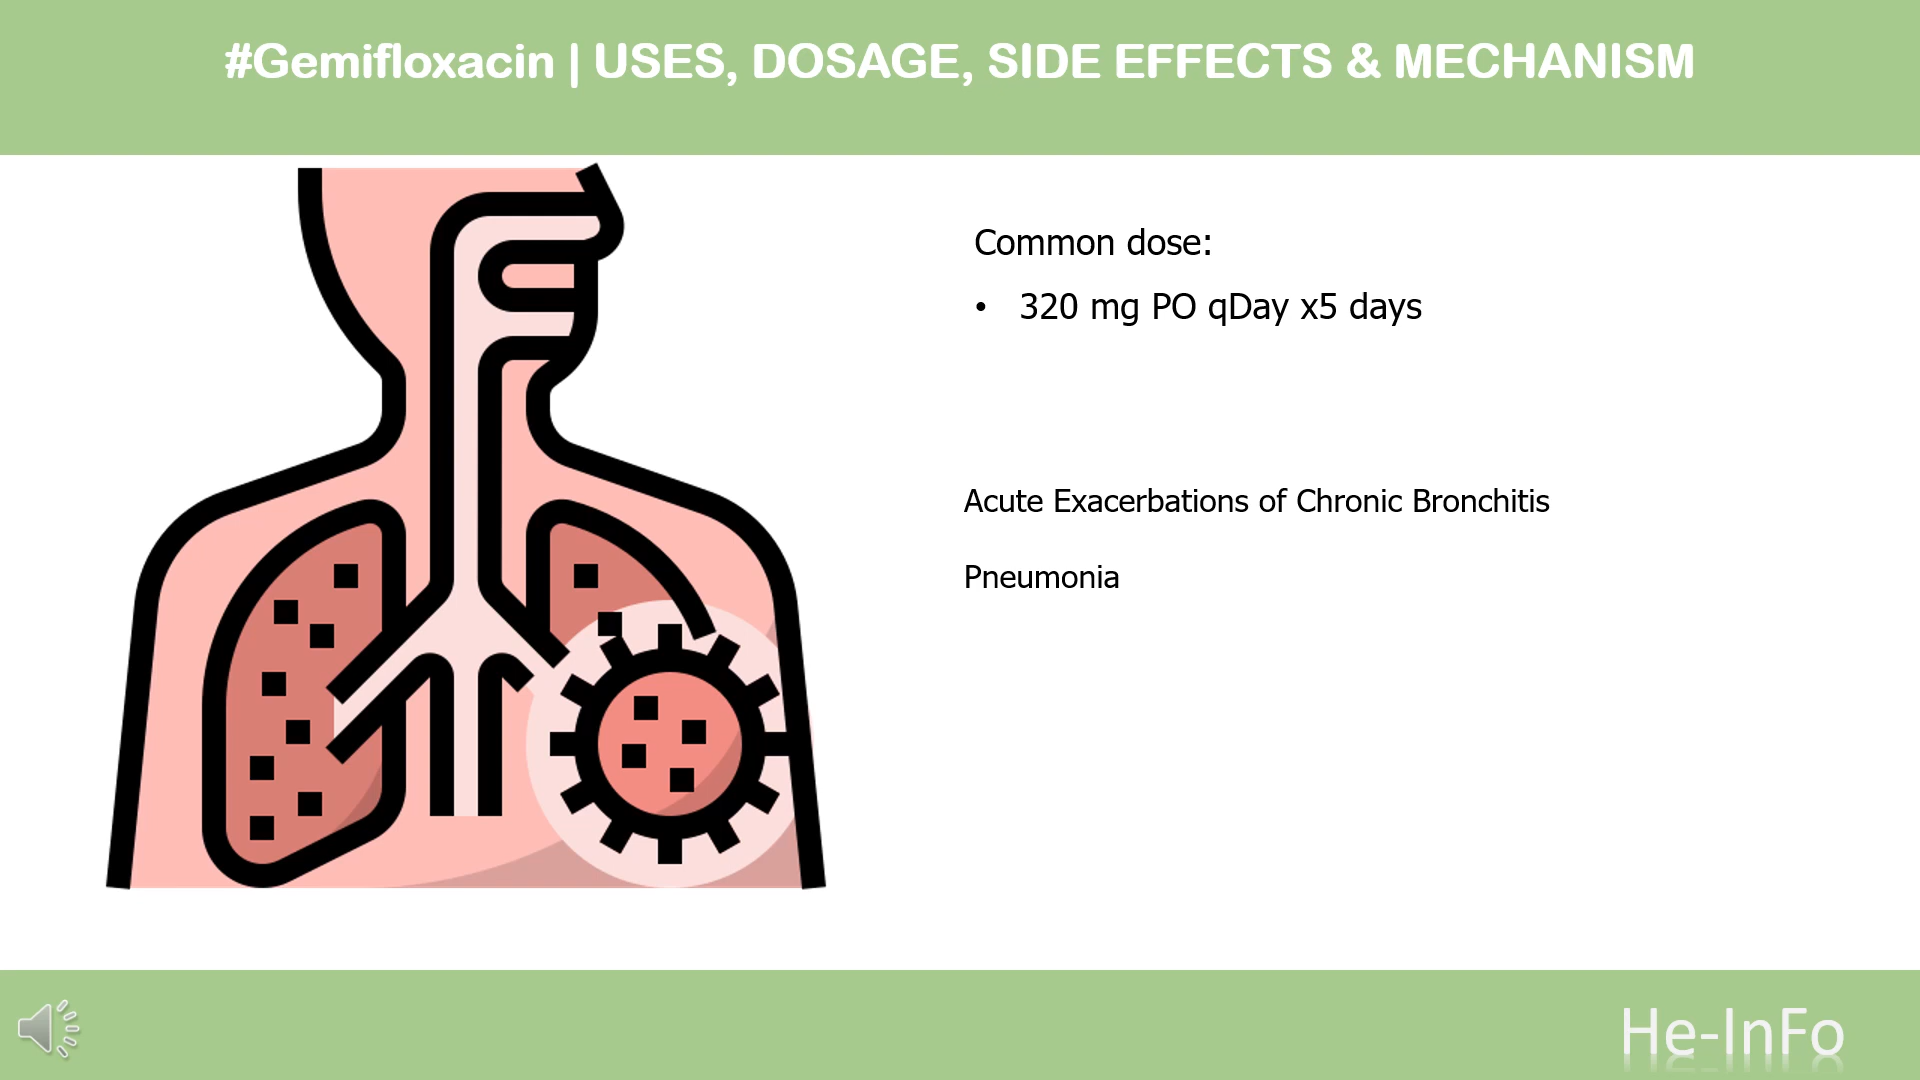 #Gemifloxacin | USES, DOSAGE, SIDE EFFECTS & MECHANISM
Common dose:
• 320 mg PO qDay x5 days
Acute Exacerbations of Chronic Bronchitis
Pneumonia
He-InFo